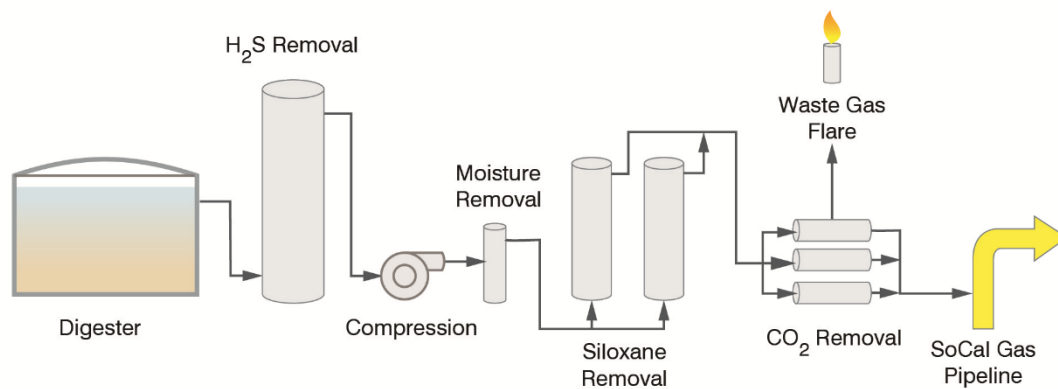 H₂S Removal
Waste Gas
Flare
Moisture
Removal
Digester
Compression
Siloxane
Removal
CO₂ Removal
SoCal Gas
Pipeline